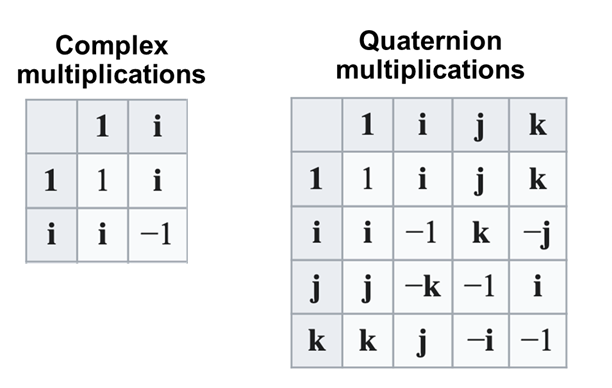 Complex
multiplications
1 i
1 1 i
i i −1
Quaternion
multiplications
1 i j k
1 1 i j k
i i −1 k −j
j j −k −1 i
k k j −i −1